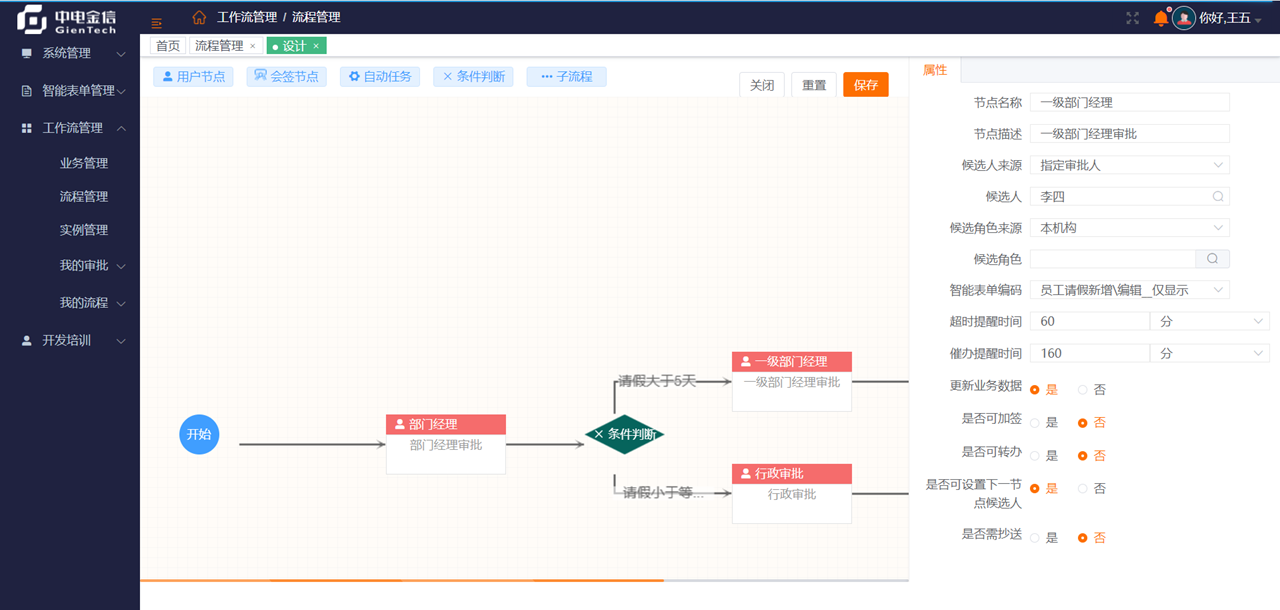 中电金信
GienTech
工作流管理 / 流程管理
你好,王五
系统管理
智能表单管理
工作流管理
业务管理
流程管理
实例管理
我的审批
我的流程
开发培训
首页
流程管理 ×
设计 ×
用户节点
会签节点
自动任务
条件判断
子流程
关闭
重置
保存
开始
部门经理
部门经理审批
条件判断
请假大于5天
一级部门经理
一级部门经理审批
请假小于等...
行政审批
行政审批
属性
节点名称 一级部门经理
节点描述 一级部门经理审批
候选人来源 指定审批人
候选人 李四
候选角色来源 本机构
候选角色
智能表单编码 员工请假新增\编辑__仅显示
超时提醒时间 60 分
催办提醒时间 160 分
更新业务数据 是 否
是否可加签 是 否
是否可转办 是 否
是否可设置下一节
点候选人 是 否
是否需抄送 是 否